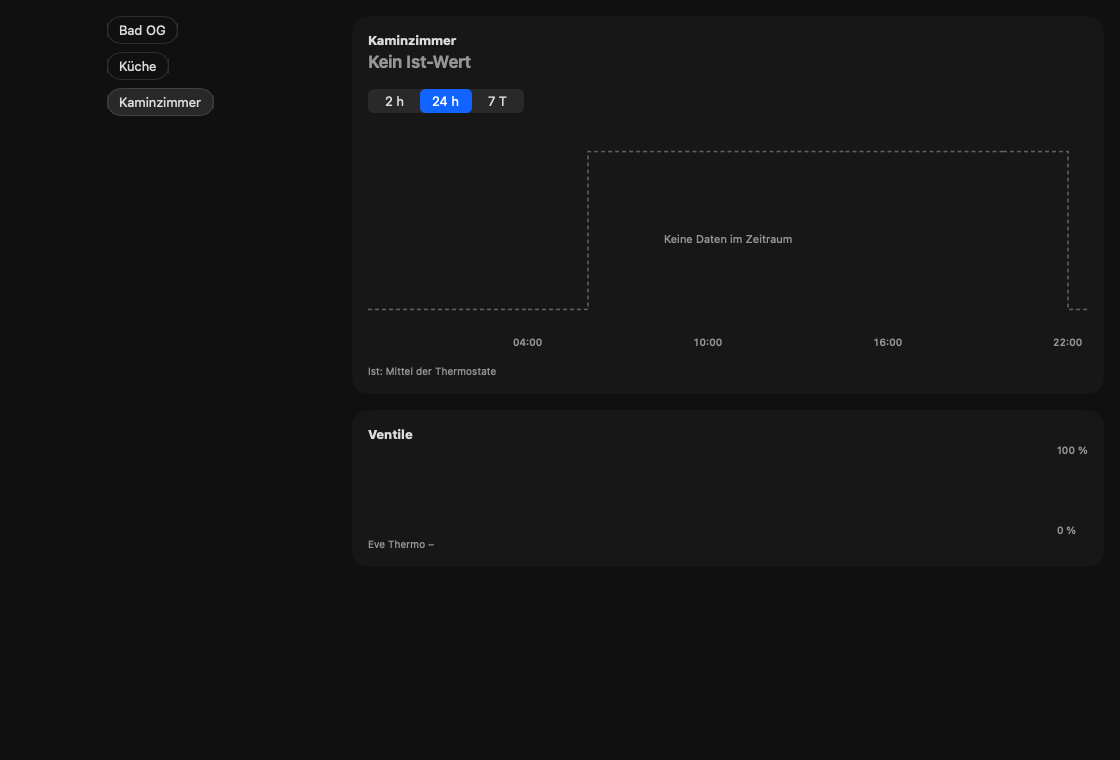 Bad OG
Küche
Kaminzimmer
Kaminzimmer
Kein Ist-Wert
2 h 24 h 7 T
Keine Daten im Zeitraum
04:00 10:00 16:00 22:00
Ist: Mittel der Thermostate
Ventile
100 %
0 %
Eve Thermo –